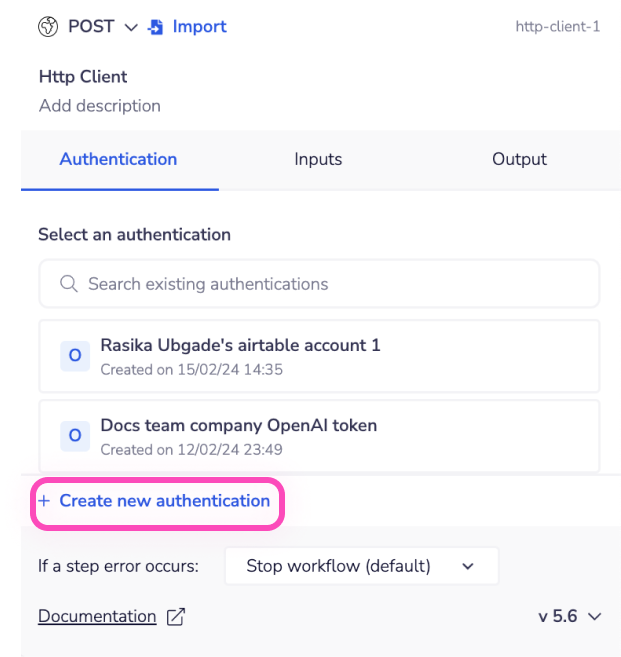 POST Import http-client-1
Http Client
Add description
Authentication Inputs Output
Select an authentication
Search existing authentications
O Rasika Ubgade's airtable account 1
Created on 15/02/24 14:35
O Docs team company OpenAI token
Created on 12/02/24 23:49
+ Create new authentication
If a step error occurs: Stop workflow (default)
Documentation v 5.6